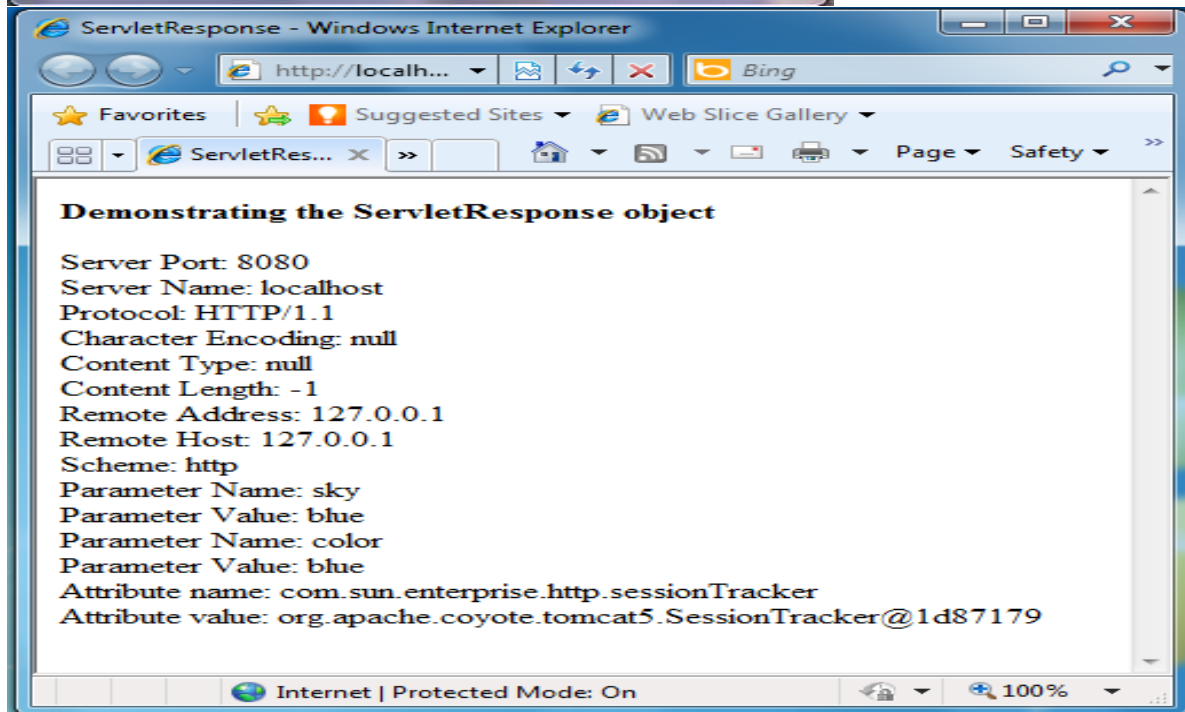 ServletResponse - Windows Internet Explorer
http://localh...
Bing
Favorites
Suggested Sites
Web Slice Gallery
ServletRes...
Page
Safety
Demonstrating the ServletResponse object
Server Port: 8080
Server Name: localhost
Protocol: HTTP/1.1
Character Encoding: null
Content Type: null
Content Length: -1
Remote Address: 127.0.0.1
Remote Host: 127.0.0.1
Scheme: http
Parameter Name: sky
Parameter Value: blue
Parameter Name: color
Parameter Value: blue
Attribute name: com.sun.enterprise.http.sessionTracker
Attribute value: org.apache.coyote.tomcat5.SessionTracker@1d87179
Internet | Protected Mode: On
100%